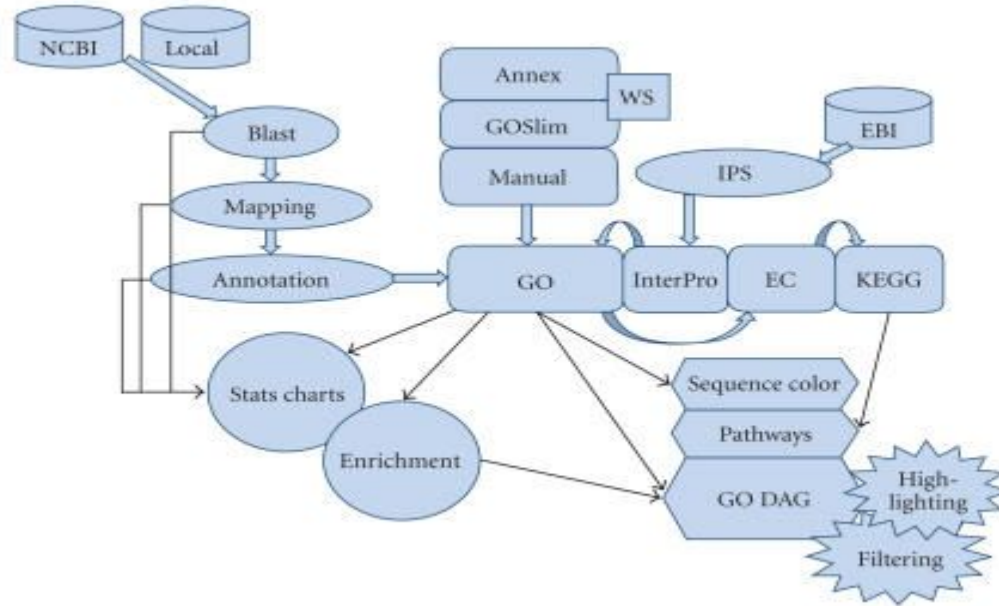 NCBI
Local
Annex
WS
GOSlim
EBI
Blast
Manual
IPS
Mapping
Annotation
GO
InterPro
EC
KEGG
Stats charts
Sequence color
Pathways
Enrichment
GO DAG
High-
lighting
Filtering